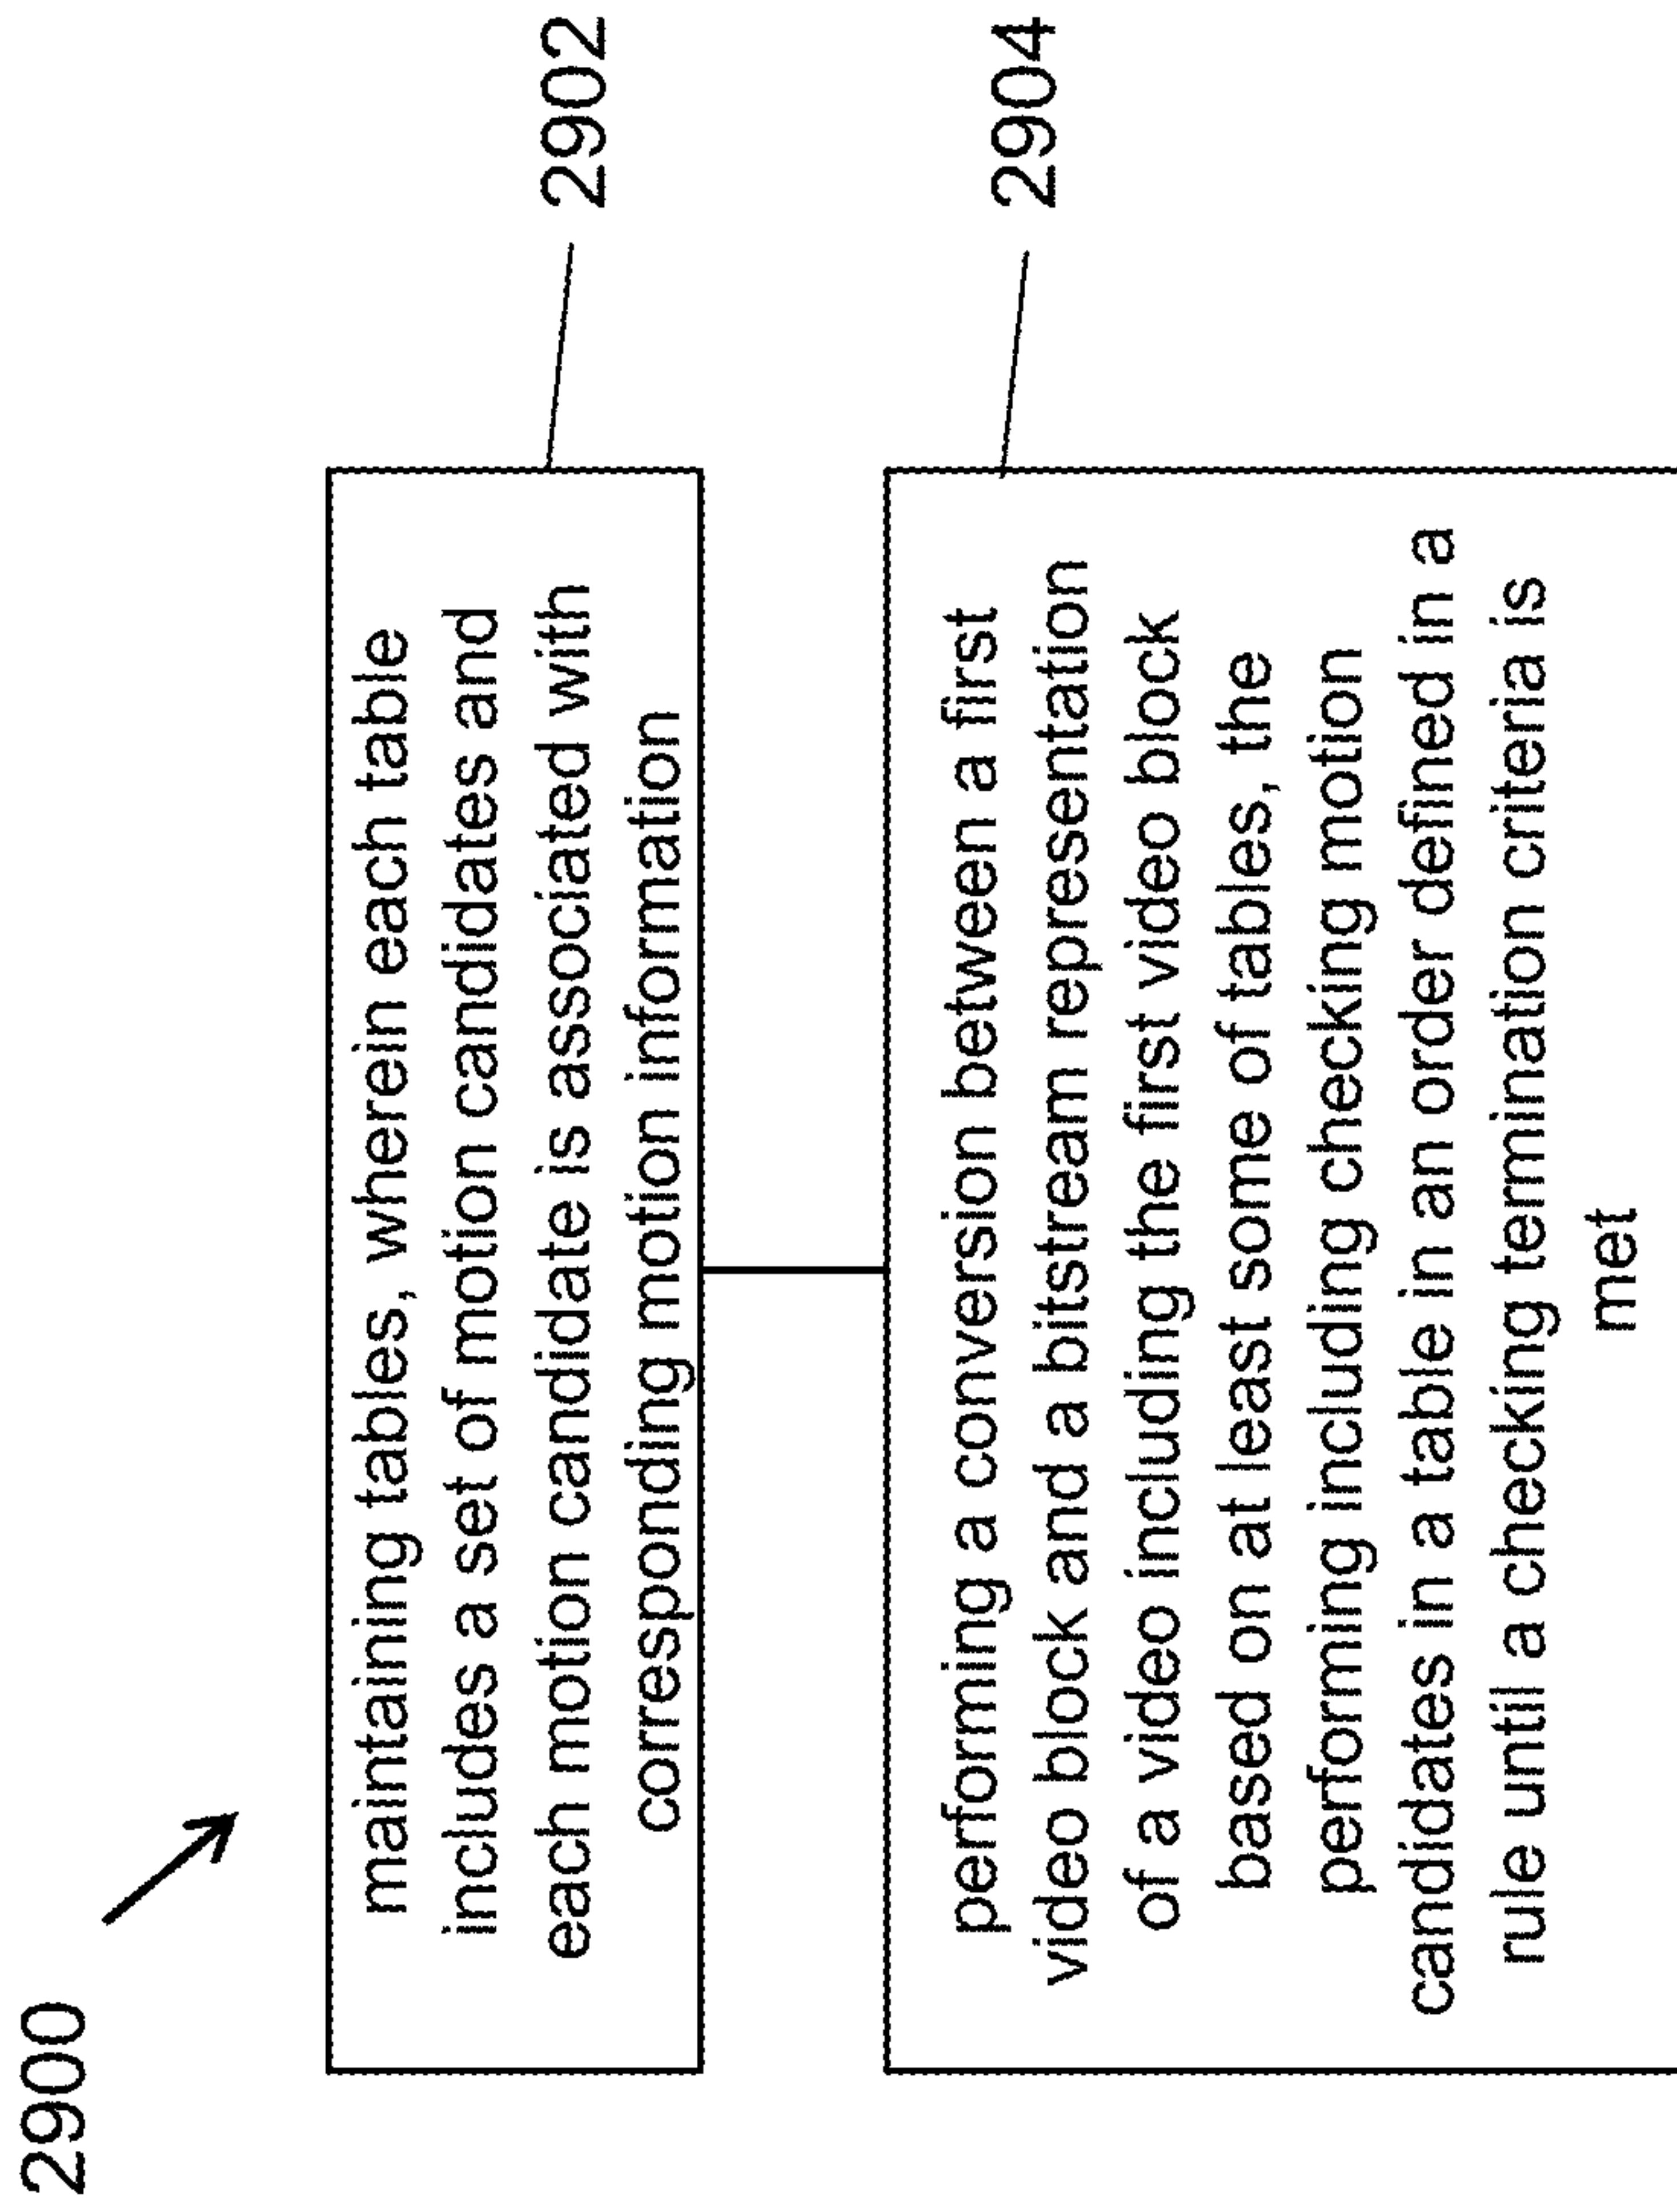 2900
maintaining tables, wherein each table
includes a set of motion candidates and
each motion candidate is associated with
corresponding motion information
2902
performing a conversion between a first
video block and a bitstream representation
of a video including the first video block
based on at least some of tables, the
performing including checking motion
candidates in a table in an order defined in a
rule until a checking termination criteria is
met
2904